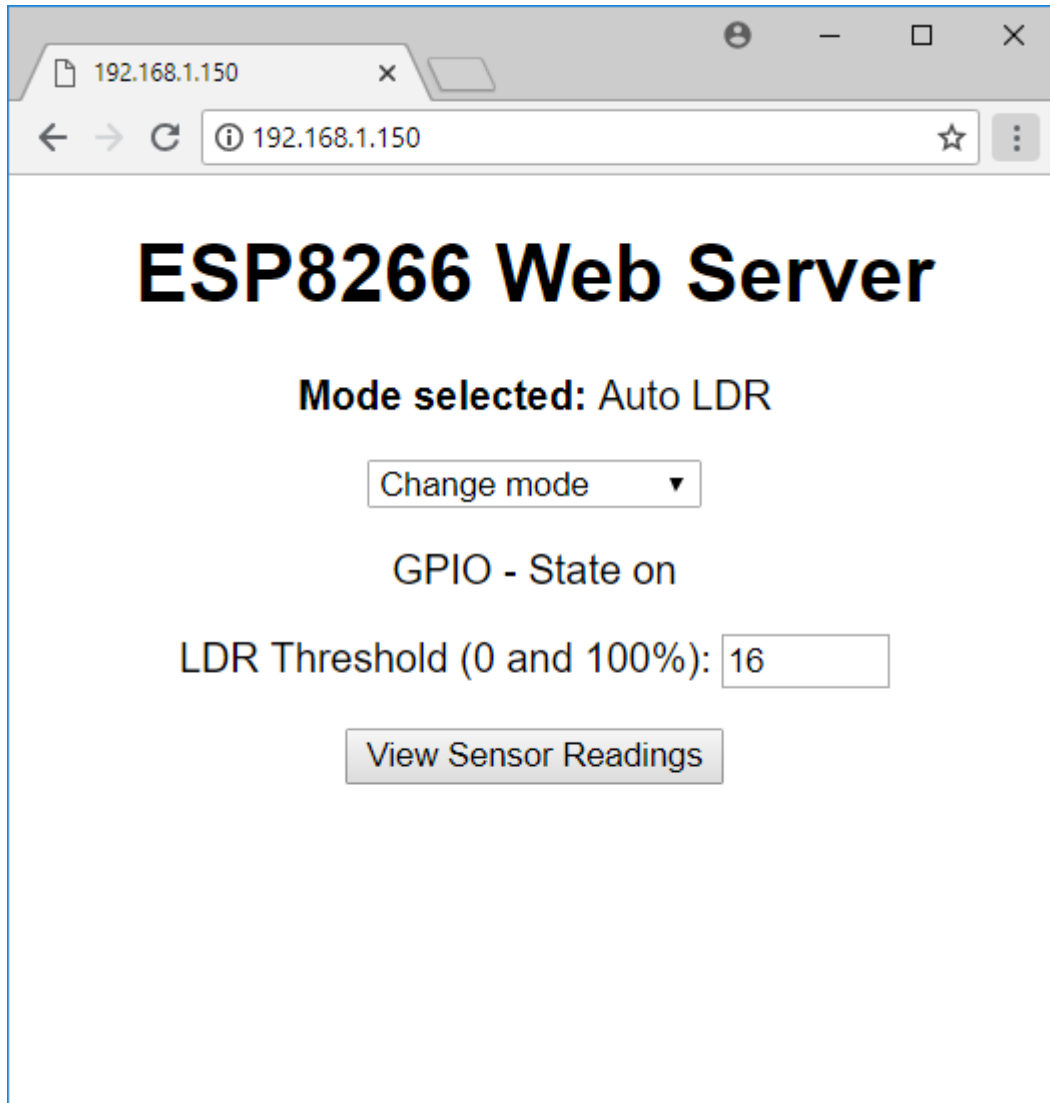 192.168.1.150
192.168.1.150
ESP8266 Web Server
Mode selected: Auto LDR
Change mode
GPIO - State on
LDR Threshold (0 and 100%): 16
View Sensor Readings